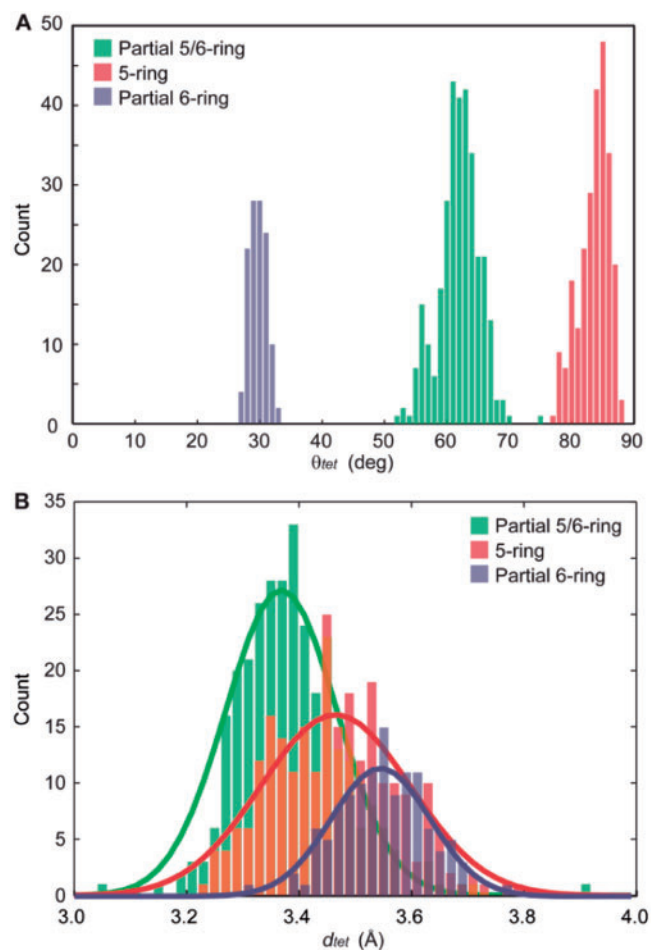 A
50
40
30
20
10
0
Count
Partial 5/6-ring
5-ring
Partial 6-ring
0 10 20 30 40 50 60 70 80 90
θtet (deg)
B
35
30
25
20
15
10
5
0
Count
Partial 5/6-ring
5-ring
Partial 6-ring
3.0 3.2 3.4 3.6 3.8 4.0
dtet (Å)